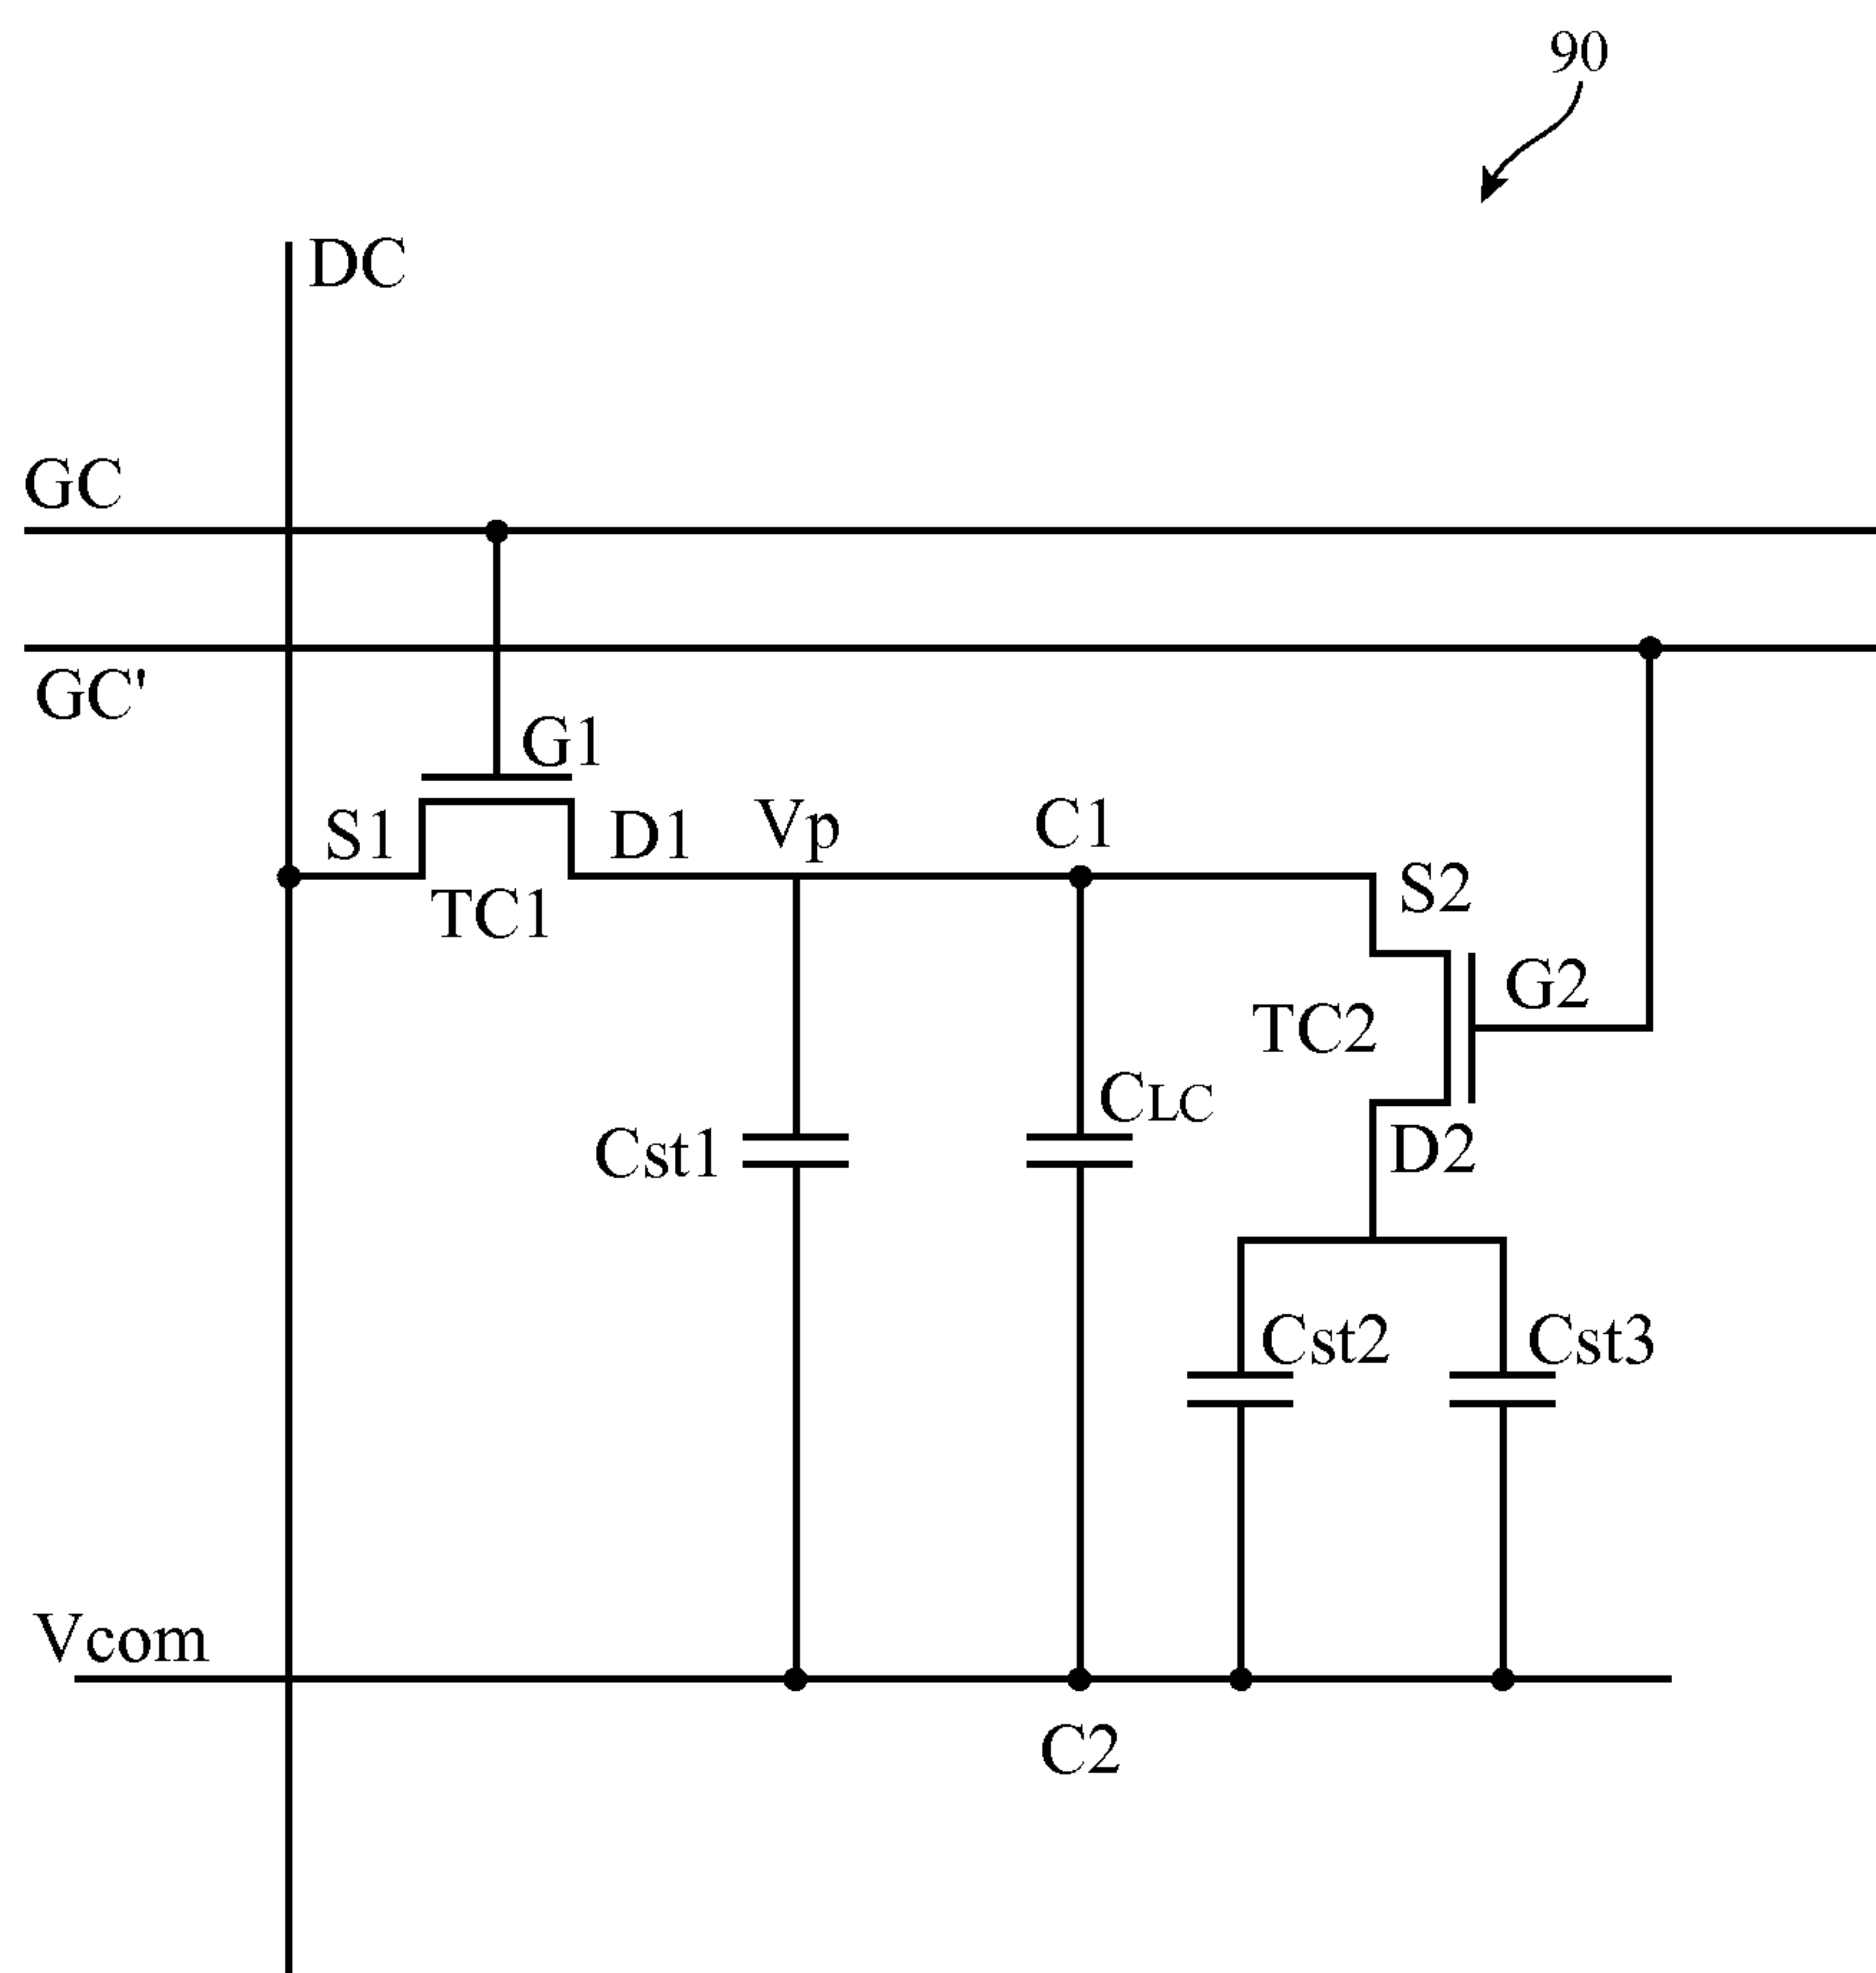 90
DC
GC
GC'
G1
S1
D1
Vp
C1
TC1
S2
G2
TC2
CLC
Cst1
D2
Cst2
Cst3
Vcom
C2